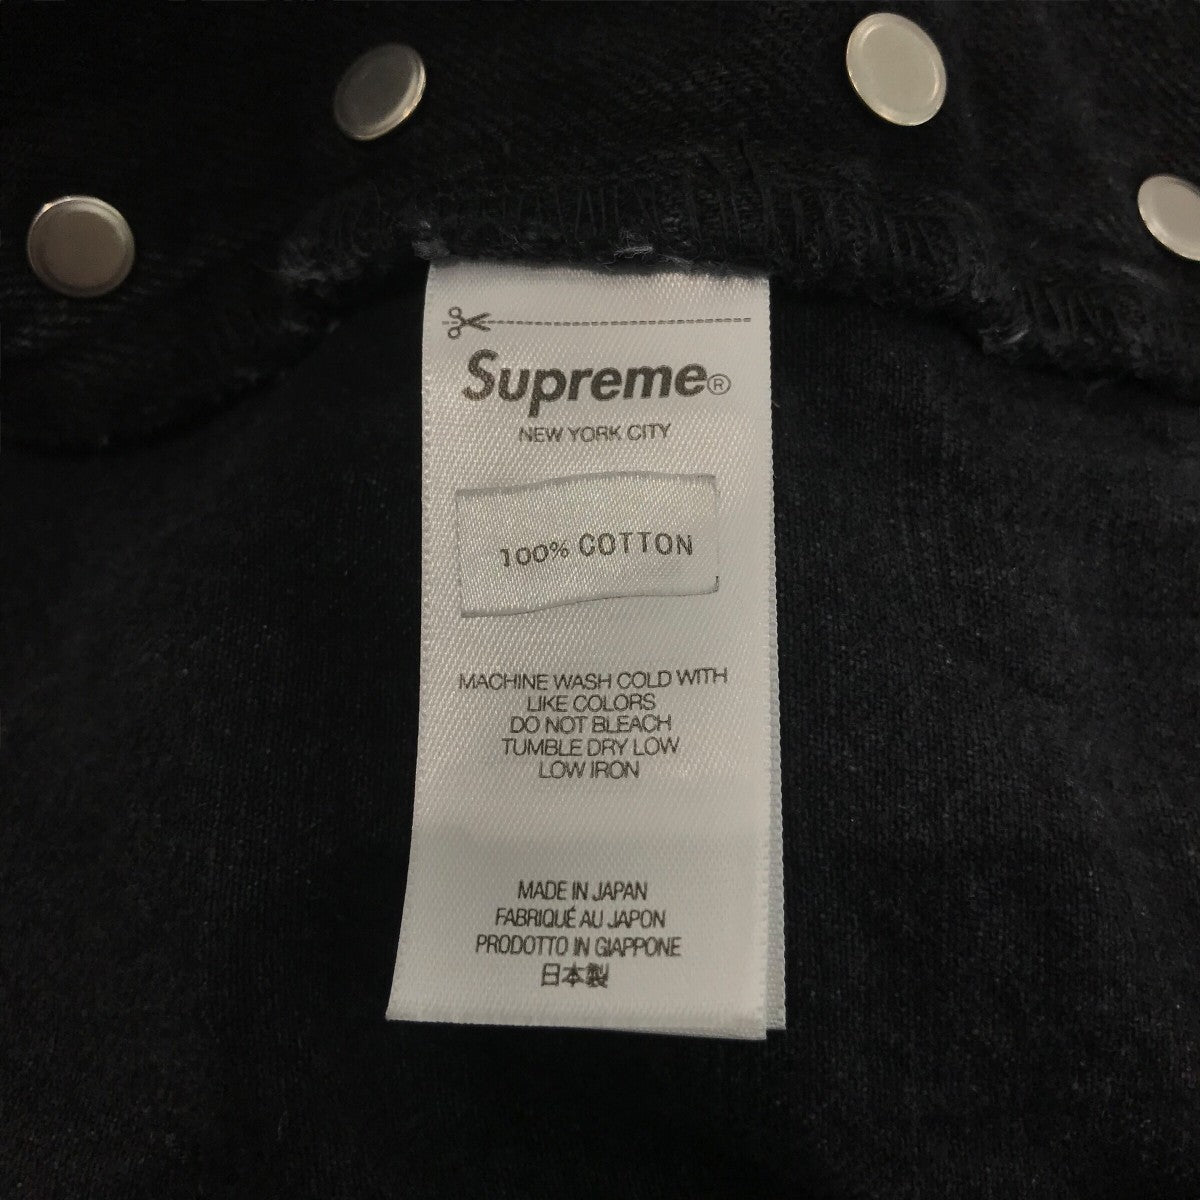 Supreme®
NEW YORK CITY
100% COTTON
MACHINE WASH COLD WITH
LIKE COLORS
DO NOT BLEACH
TUMBLE DRY LOW
LOW IRON
MADE IN JAPAN
FABRIQUÉ AU JAPON
PRODOTTO IN GIAPPONE
日本製